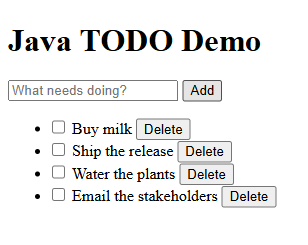 Java TODO Demo
What needs doing? Add
Buy milk Delete
Ship the release Delete
Water the plants Delete
Email the stakeholders Delete